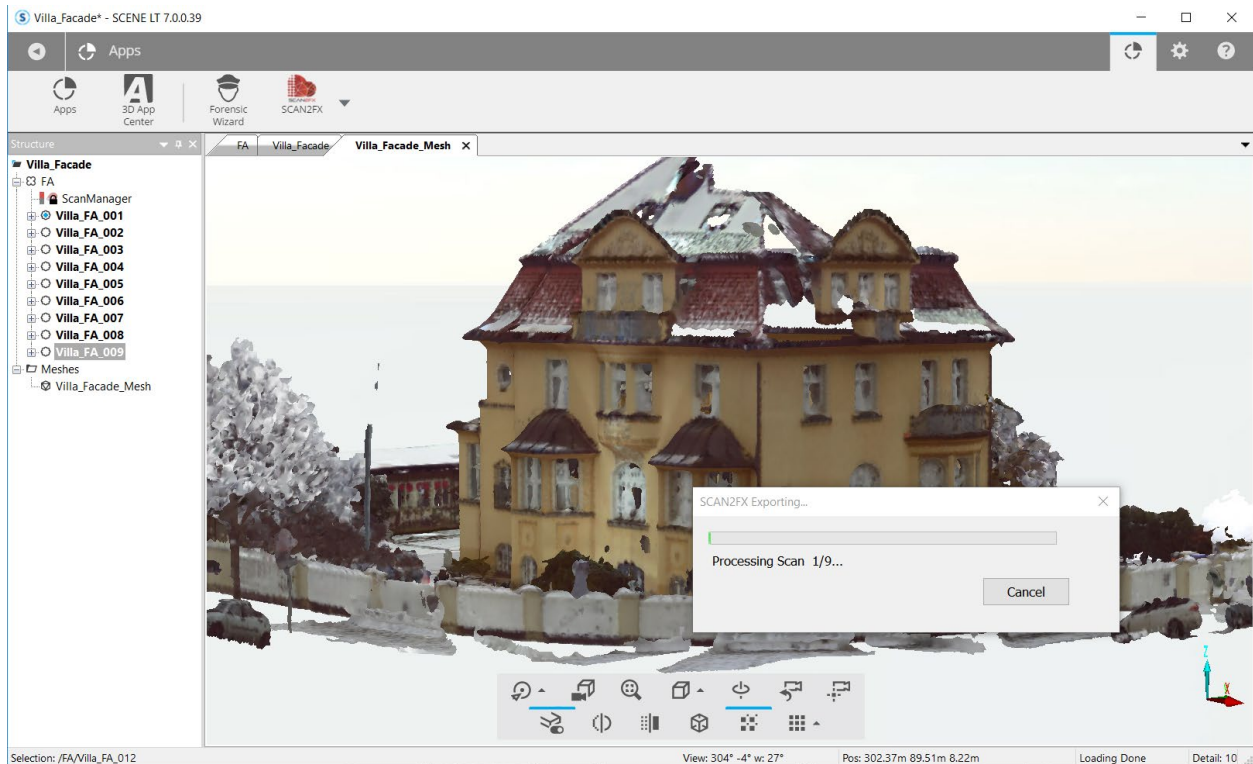 Villa_Facade* - SCENE LT 7.0.0.39
Apps
Apps
3D App
Center
Forensic
Wizard
SCAN2FX
SCAN2FX
Structure
FA
Villa_Facade
Villa_Facade_Mesh
Villa_Facade
FA
ScanManager
Villa_FA_001
Villa_FA_002
Villa_FA_003
Villa_FA_004
Villa_FA_005
Villa_FA_006
Villa_FA_007
Villa_FA_008
Villa_FA_009
Meshes
Villa_Facade_Mesh
SCAN2FX Exporting...
Processing Scan 1/9...
Cancel
Z
X
Selection: /FA/Villa_FA_012
View: 304° -4° w: 27°
Pos: 302.37m 89.51m 8.22m
Loading Done
Detail: 10